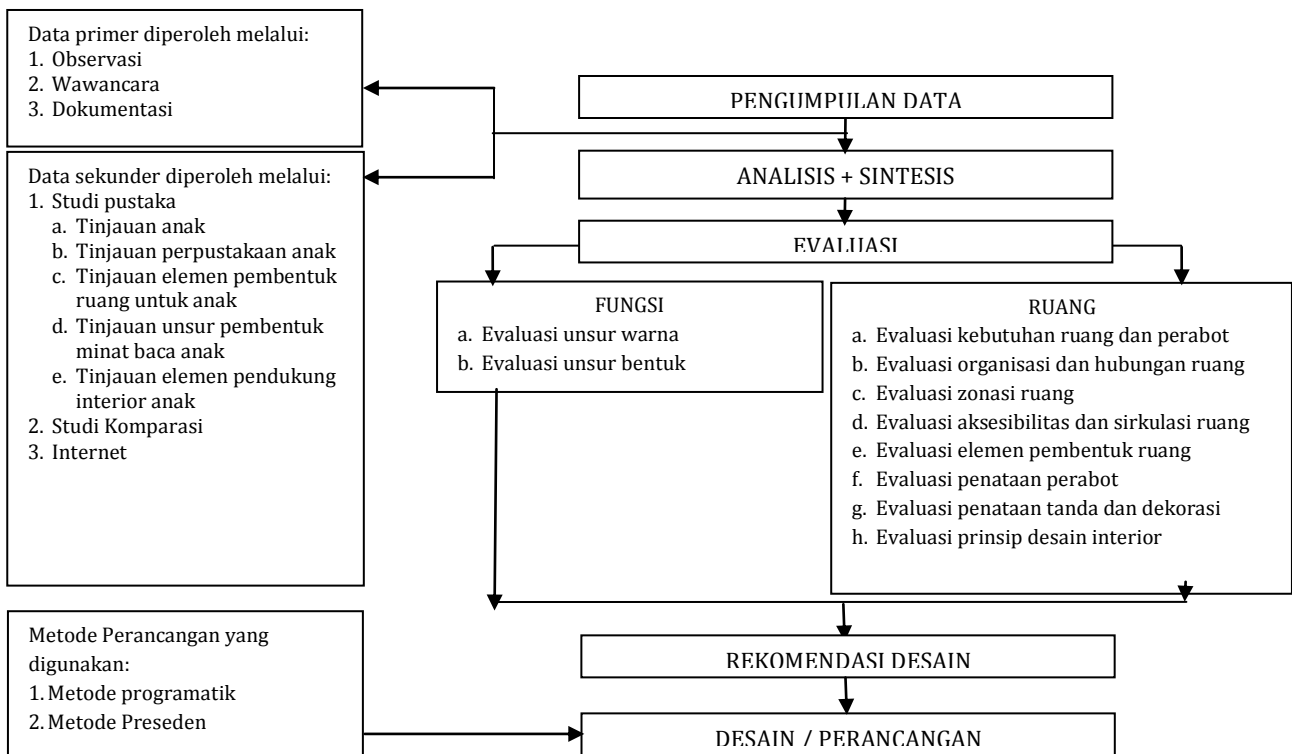 Data primer diperoleh melalui:
1. Observasi
2. Wawancara
3. Dokumentasi
Data sekunder diperoleh melalui:
1. Studi pustaka
a. Tinjauan anak
b. Tinjauan perpustakaan anak
c. Tinjauan elemen pembentuk
ruang untuk anak
d. Tinjauan unsur pembentuk
minat baca anak
e. Tinjauan elemen pendukung
interior anak
2. Studi Komparasi
3. Internet
PENGUMPULAN DATA
ANALISIS + SINTESIS
EVALUASI
FUNGSI
a. Evaluasi unsur warna
b. Evaluasi unsur bentuk
RUANG
a. Evaluasi kebutuhan ruang dan perabot
b. Evaluasi organisasi dan hubungan ruang
c. Evaluasi zonasi ruang
d. Evaluasi aksesibilitas dan sirkulasi ruang
e. Evaluasi elemen pembentuk ruang
f. Evaluasi penataan perabot
g. Evaluasi penataan tanda dan dekorasi
h. Evaluasi prinsip desain interior
Metode Perancangan yang
digunakan:
1. Metode programatik
2. Metode Preseden
REKOMENDASI DESAIN
DESAIN / PERANCANGAN